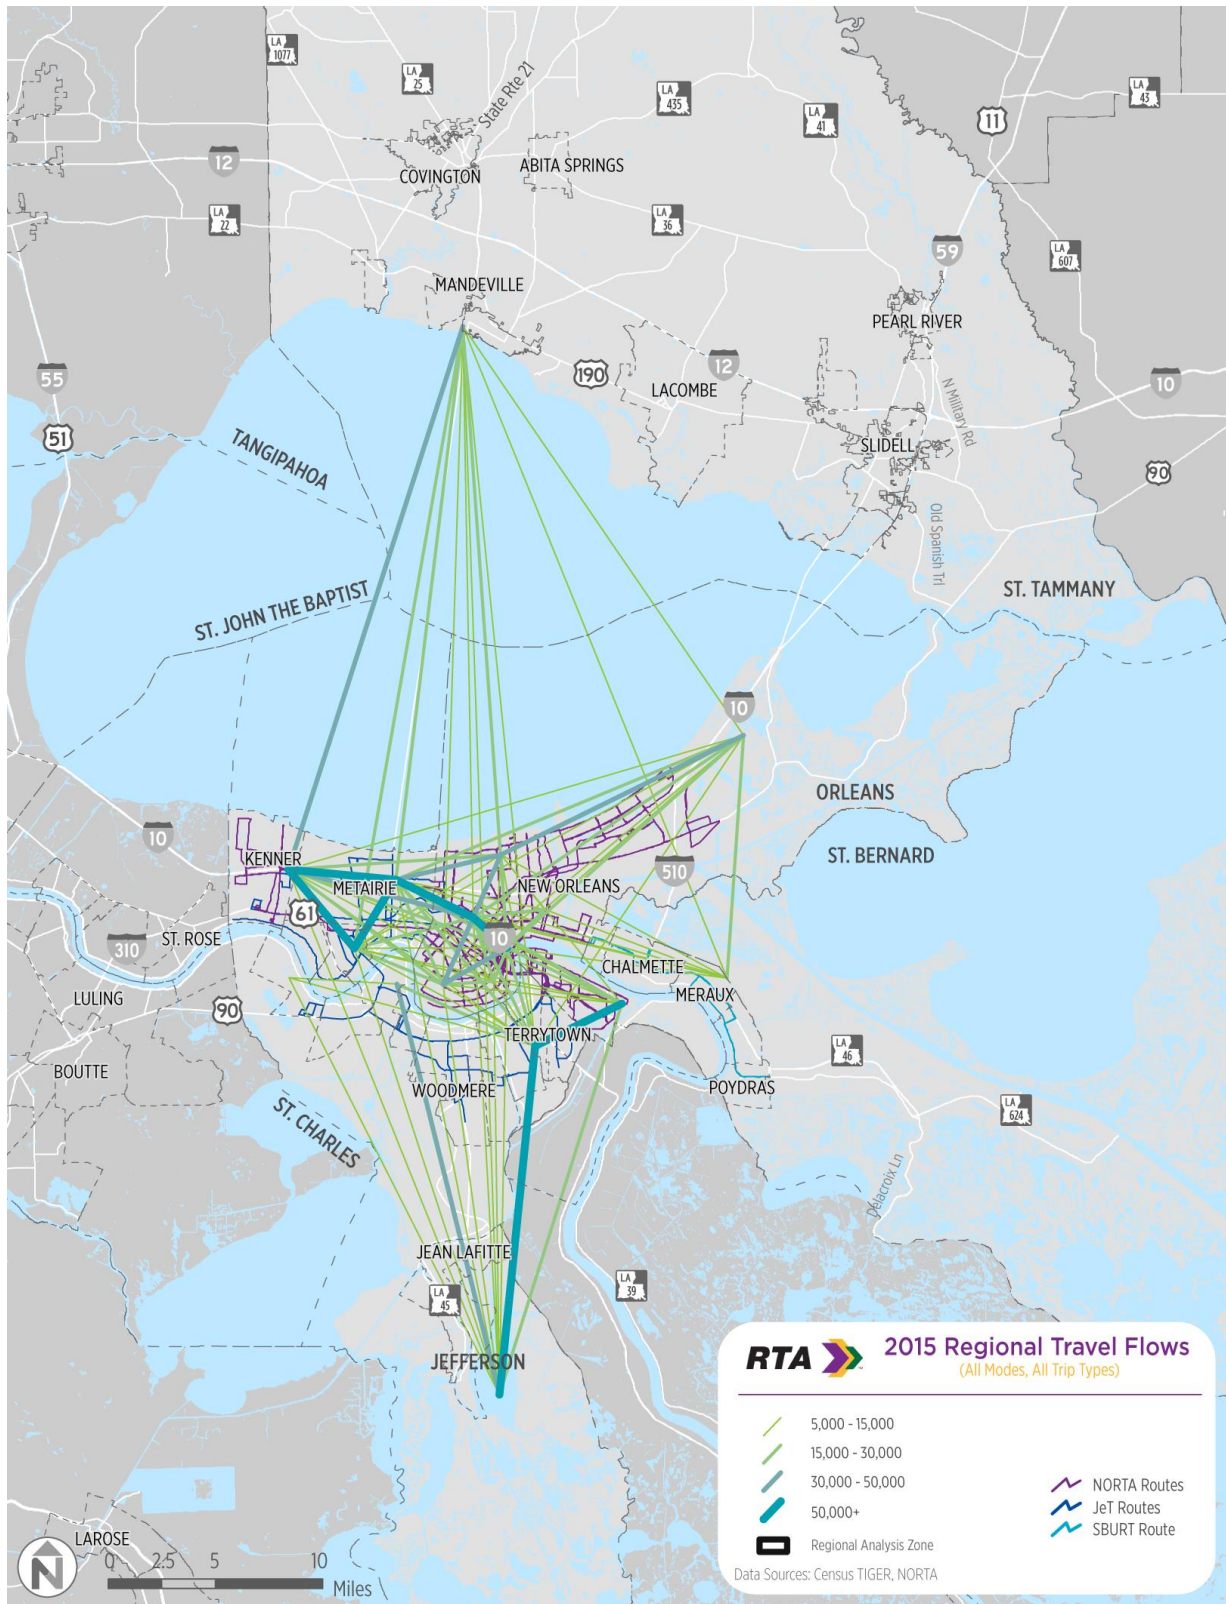 LA
1077
LA
25
State Rte 21
LA
435
LA
41
11
LA
43
12
COVINGTON
ABITA SPRINGS
LA
22
LA
36
59
LA
607
MANDEVILLE
PEARL RIVER
55
190
12
10
LACOMBE
N Military Rd
51
TANGIPAHOA
SLIDELL
90
Old Spanish Trl
ST. JOHN THE BAPTIST
ST. TAMMANY
10
ORLEANS
10
KENNER
ST. BERNARD
METAIRIE
NEW ORLEANS
510
61
ST. ROSE
310
10
CHALMETTE
LULING
MERAUX
90
TERRYTOWN
LA
46
BOUTTE
WOODMERE
POYDRAS
LA
624
ST. CHARLES
Delacroix Ln
JEAN LAFITTE
LA
45
LA
39
JEFFERSON
RTA
2015 Regional Travel Flows
(All Modes, All Trip Types)
5,000 - 15,000
15,000 - 30,000
30,000 - 50,000
50,000+
Regional Analysis Zone
NORTA Routes
JeT Routes
SBURT Route
Data Sources: Census TIGER, NORTA
LAROSE
N
0 2.5 5 10
Miles